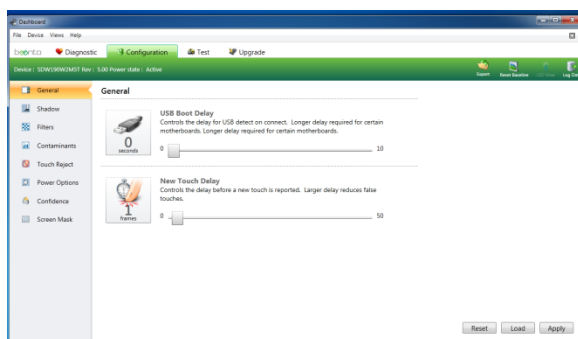 Dashboard
File Device Views Help
Diagnostic Configuration Test Upgrade
Device : SDW190W2MST Rev : 5.00 Power state : Active
Export Reset Baseline Log Da
General
Shadow
Filters
Contaminants
Touch Reject
Power Options
Confidence
Screen Mask
General
USB Boot Delay
Controls the delay for USB detect on connect. Longer delay required for certain
motherboards. Longer delay required for certain motherboards.
0
seconds
0 10
New Touch Delay
Controls the delay before a new touch is reported. Larger delay reduces false
touches.
1
frames
0 50
Reset Load Apply